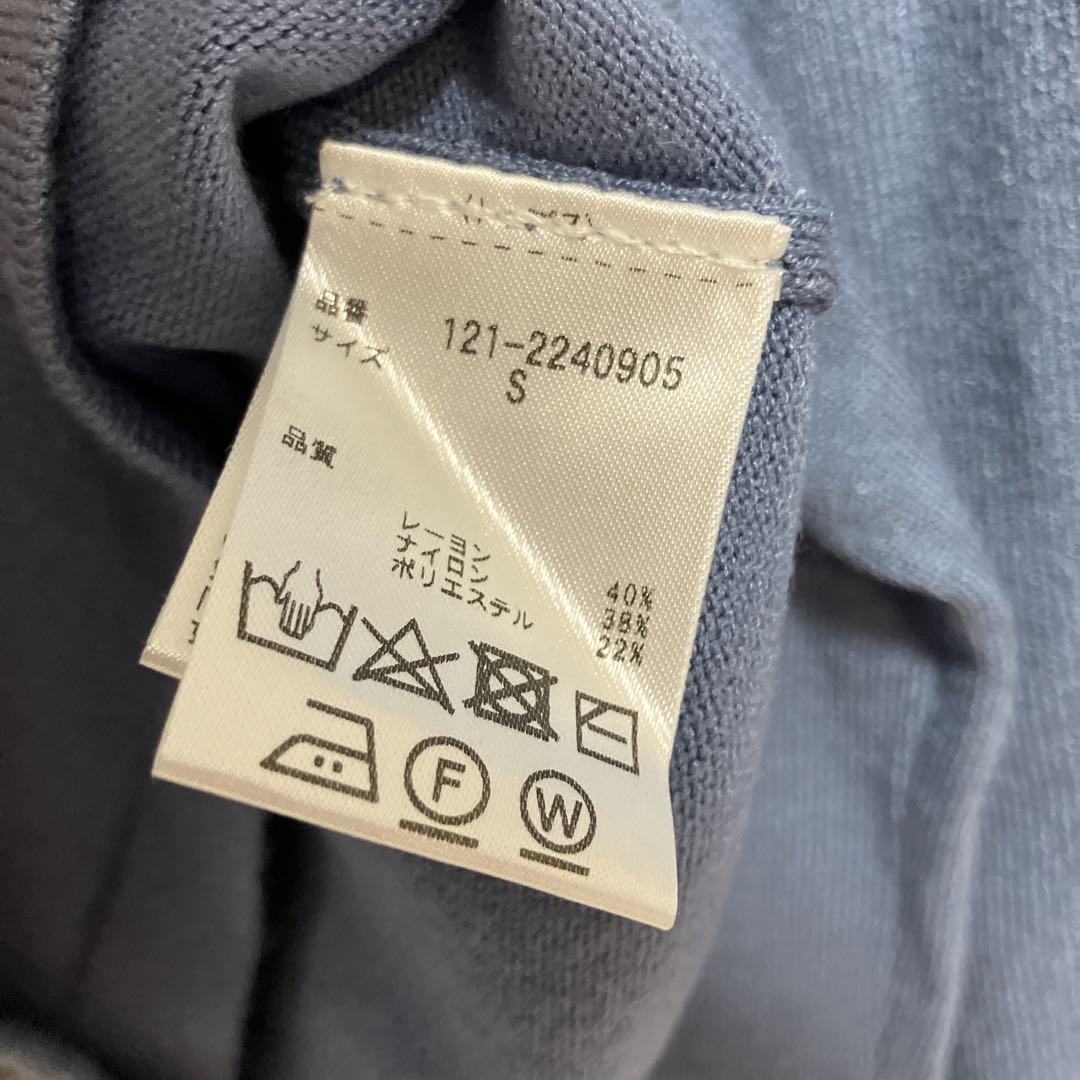 品番 121-2240905
サイズ S
品質
レーヨン 40%
ナイロン 38%
ポリエステル 22%
F
W